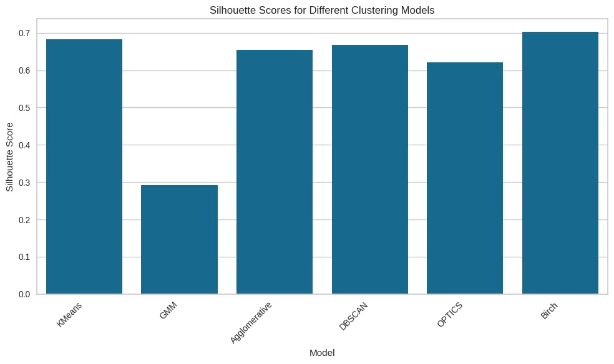 Silhouette Scores for Different Clustering Models
Silhouette Score
0.7
0.6
0.5
0.4
0.3
0.2
0.1
0.0
KMeans
GMM
Agglomerative
DBSCAN
OPTICS
Birch
Model